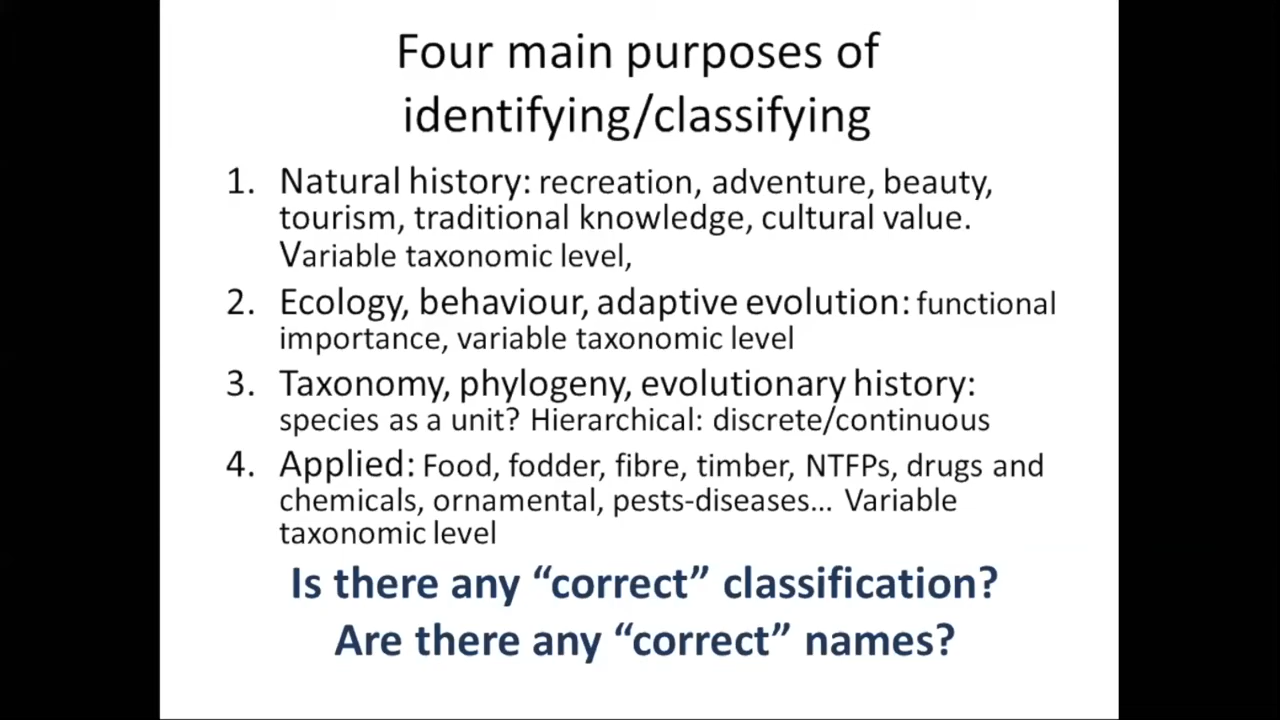 Four main purposes of
identifying/classifying
1. Natural history: recreation, adventure, beauty,
tourism, traditional knowledge, cultural value.
Variable taxonomic level,
2. Ecology, behaviour, adaptive evolution: functional
importance, variable taxonomic level
3. Taxonomy, phylogeny, evolutionary history:
species as a unit? Hierarchical: discrete/continuous
4. Applied: Food, fodder, fibre, timber, NTFPs, drugs and
chemicals, ornamental, pests-diseases... Variable
taxonomic level
Is there any “correct” classification?
Are there any “correct” names?